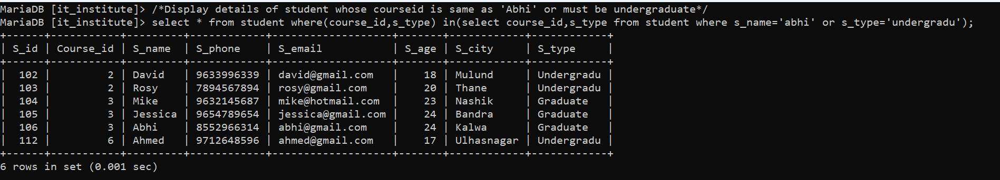 MariaDB [it_institute]> /*Display details of student whose courseid is same as 'Abhi' or must be undergraduate*/
MariaDB [it_institute]> select * from student where(course_id,s_type) in(select course_id,s_type from student where s_name='abhi' or s_type='undergradu');
+------+-----------+---------+------------+-------------------+-------+------------+------------+
| S_id | Course_id | S_name  | S_phone    | S_email           | S_age | S_city     | S_type     |
+------+-----------+---------+------------+-------------------+-------+------------+------------+
|  102 |         2 | David   | 9633996339 | david@gmail.com   |    18 | Mulund     | Undergradu |
|  103 |         2 | Rosy    | 7894567894 | rosy@gmail.com    |    20 | Thane      | Undergradu |
|  104 |         3 | Mike    | 9632145687 | mike@hotmail.com  |    23 | Nashik     | Graduate   |
|  105 |         3 | Jessica | 9654789654 | jessica@gmail.com |    24 | Bandra     | Graduate   |
|  106 |         3 | Abhi    | 8552966314 | abhi@gmail.com    |    24 | Kalwa      | Graduate   |
|  112 |         6 | Ahmed   | 9712648596 | ahmed@gmail.com   |    17 | Ulhasnagar | Undergradu |
+------+-----------+---------+------------+-------------------+-------+------------+------------+
6 rows in set (0.001 sec)